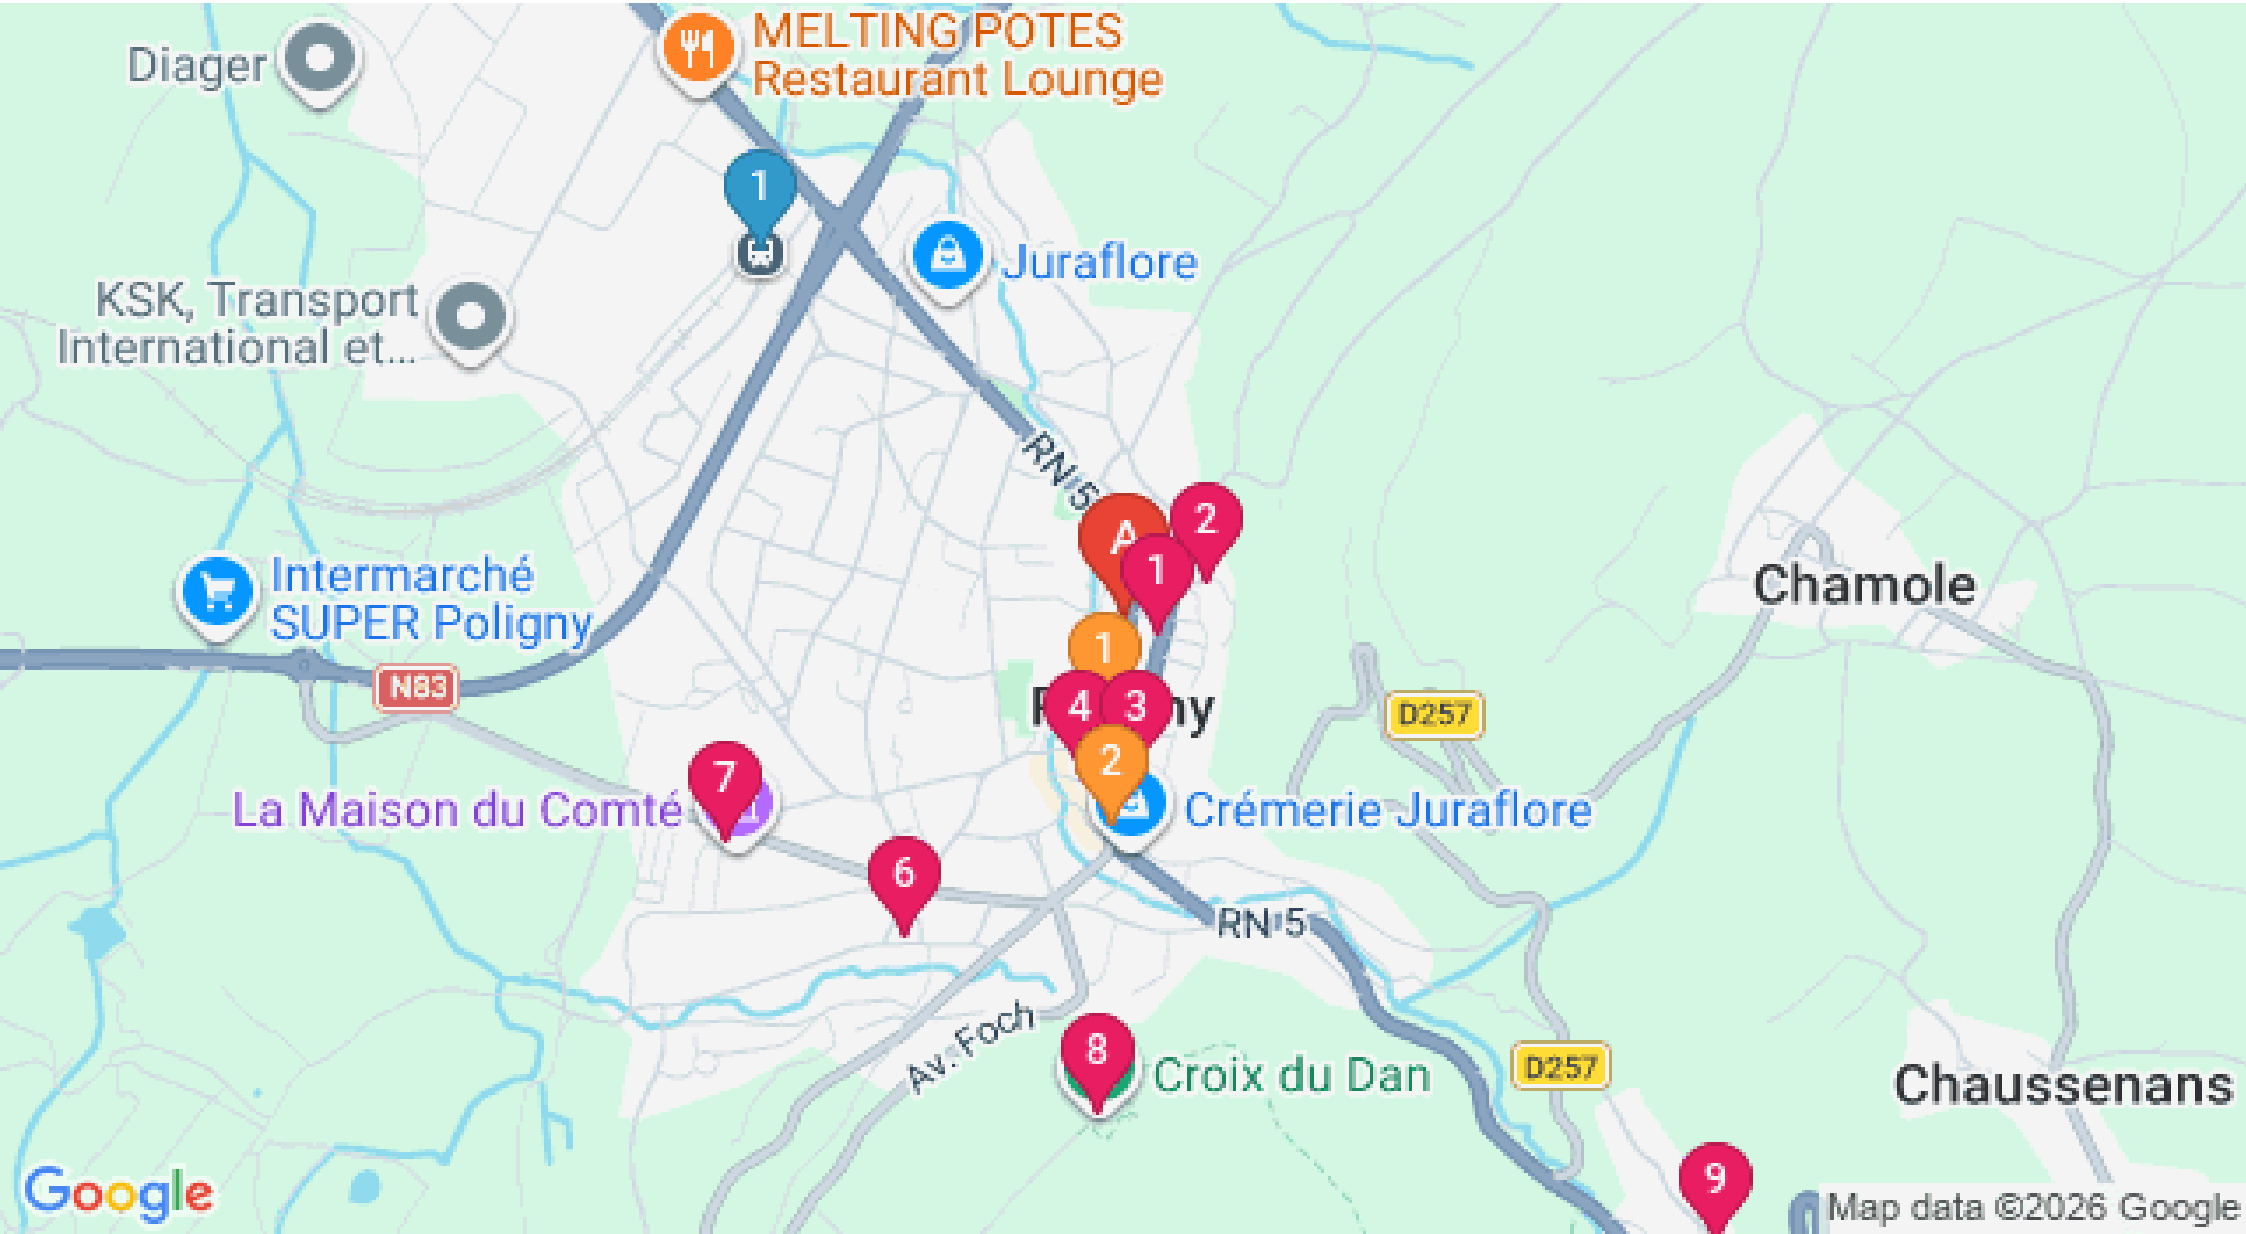 MELTING POTES
Restaurant Lounge
Diager
1
Juraflore
KSK, Transport
International et...
RN 5
2
A
1
Intermarché
SUPER Poligny
Chamole
1
N83
4
3
ny
D257
2
7
La Maison du Comté
Crémerie Juraflore
6
RN 5
Av. Foch
8
Croix du Dan
D257
Chaussenans
9
Google
Map data ©2026 Google